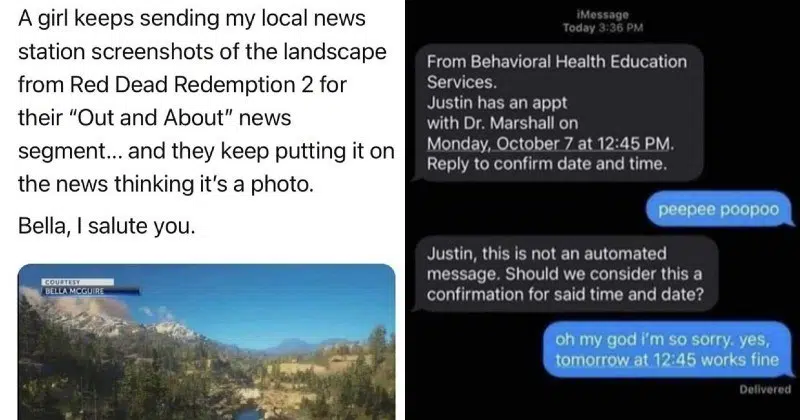 A girl keeps sending my local news
station screenshots of the landscape
from Red Dead Redemption 2 for
their “Out and About” news
segment... and they keep putting it on
the news thinking it’s a photo.
Bella, I salute you.
COURTESY
BELLA MCGUIRE
iMessage
Today 3:36 PM
From Behavioral Health Education
Services.
Justin has an appt
with Dr. Marshall on
Monday, October 7 at 12:45 PM.
Reply to confirm date and time.
peepee poopoo
Justin, this is not an automated
message. Should we consider this a
confirmation for said time and date?
oh my god i’m so sorry. yes,
tomorrow at 12:45 works fine
Delivered